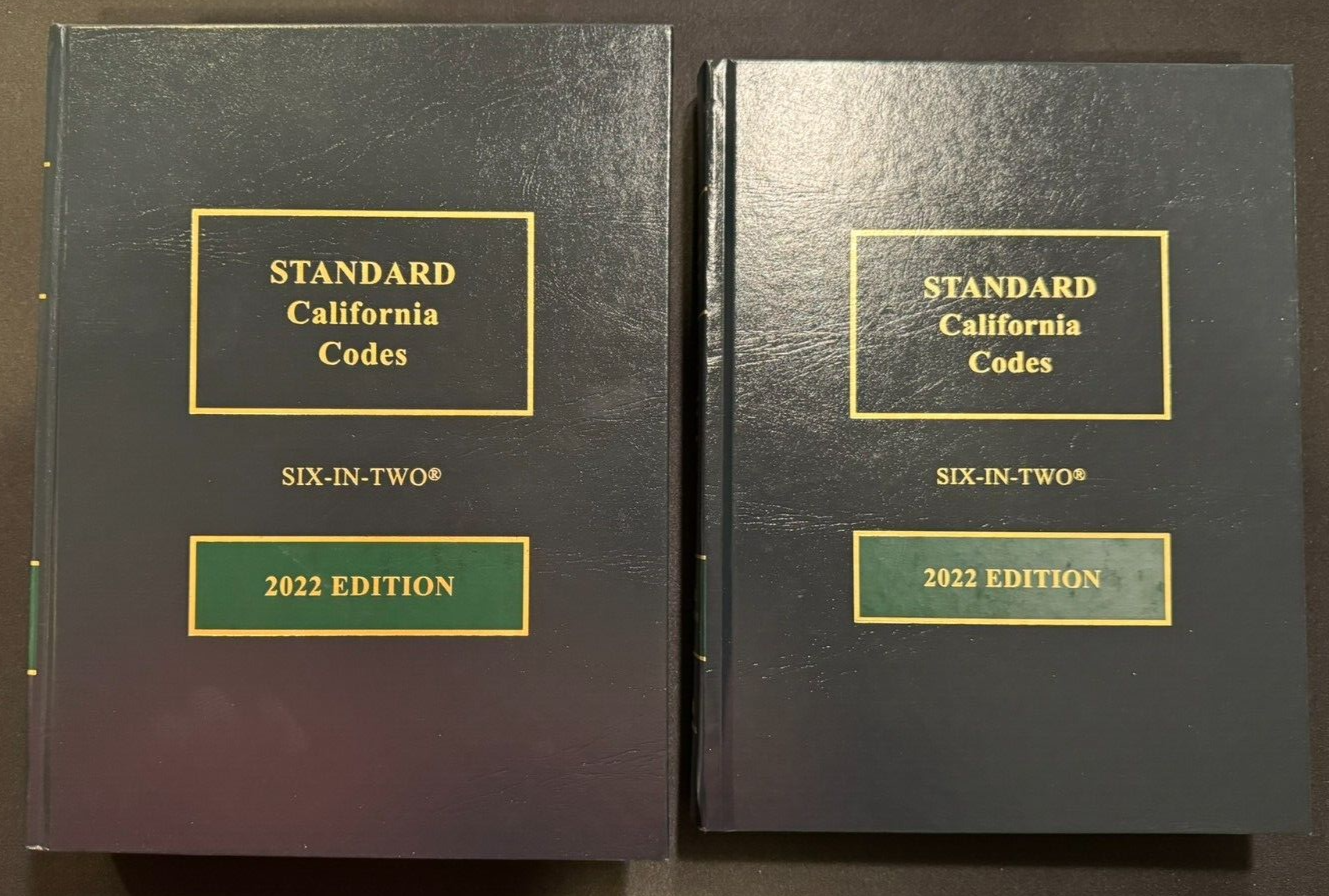 STANDARD
California
Codes
SIX-IN-TWO®
2022 EDITION
STANDARD
California
Codes
SIX-IN-TWO®
2022 EDITION